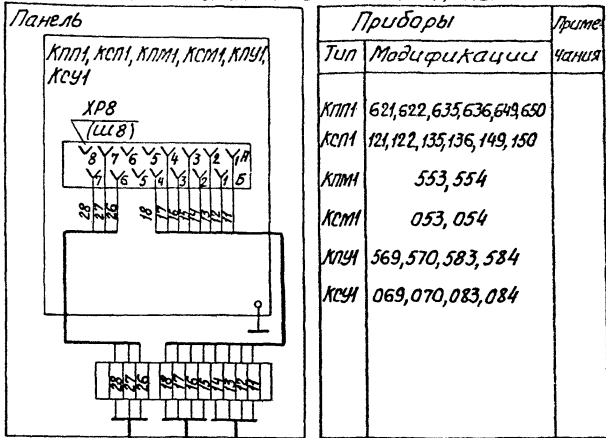 Панель
КПП1, КСП1, КПМ1, КСМ1, КПУ1,
КСУ1
ХР8
(Ш8)
8 7 6 5 4 3 2 1 А
7 6 5 4 3 2 1 Б
28 27 26 18 17 16 15 14 13 12 11
28 27 26 18 17 16 15 14 13 12 11
Приборы Приме-
чания
Тип Модификации
КПП1 621,622,635,636,649,650
КСП1 121,122,135,136,149,150
КПМ1 553,554
КСМ1 053,054
КПУ1 569,570,583,584
КСУ1 069,070,083,084